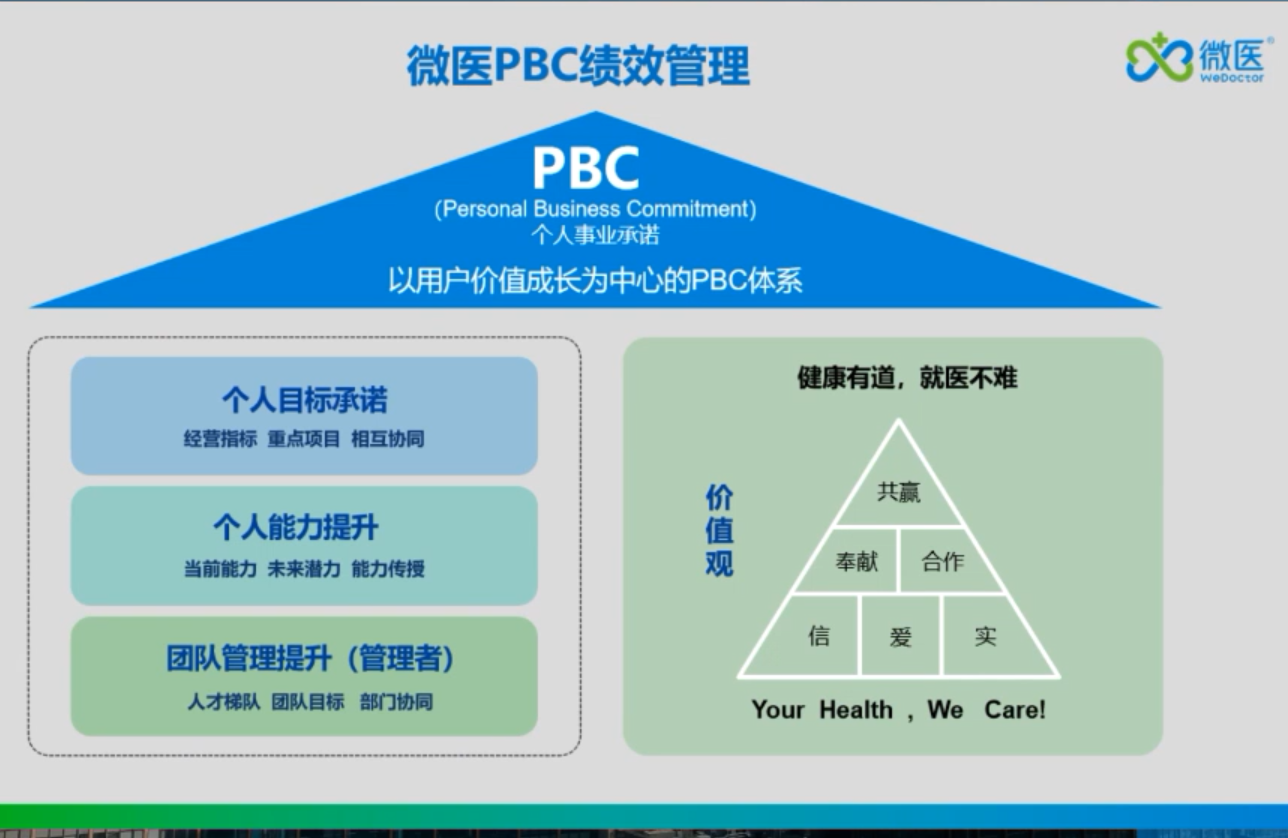 微医PBC绩效管理
微医®
WeDoctor
PBC
(Personal Business Commitment)
个人事业承诺
以用户价值成长为中心的PBC体系
个人目标承诺
经营指标 重点项目 相互协同
个人能力提升
当前能力 未来潜力 能力传授
团队管理提升（管理者）
人才梯队 团队目标 部门协同
健康有道，就医不难
价值观
共赢
奉献 合作
信 爱 实
Your Health , We Care!